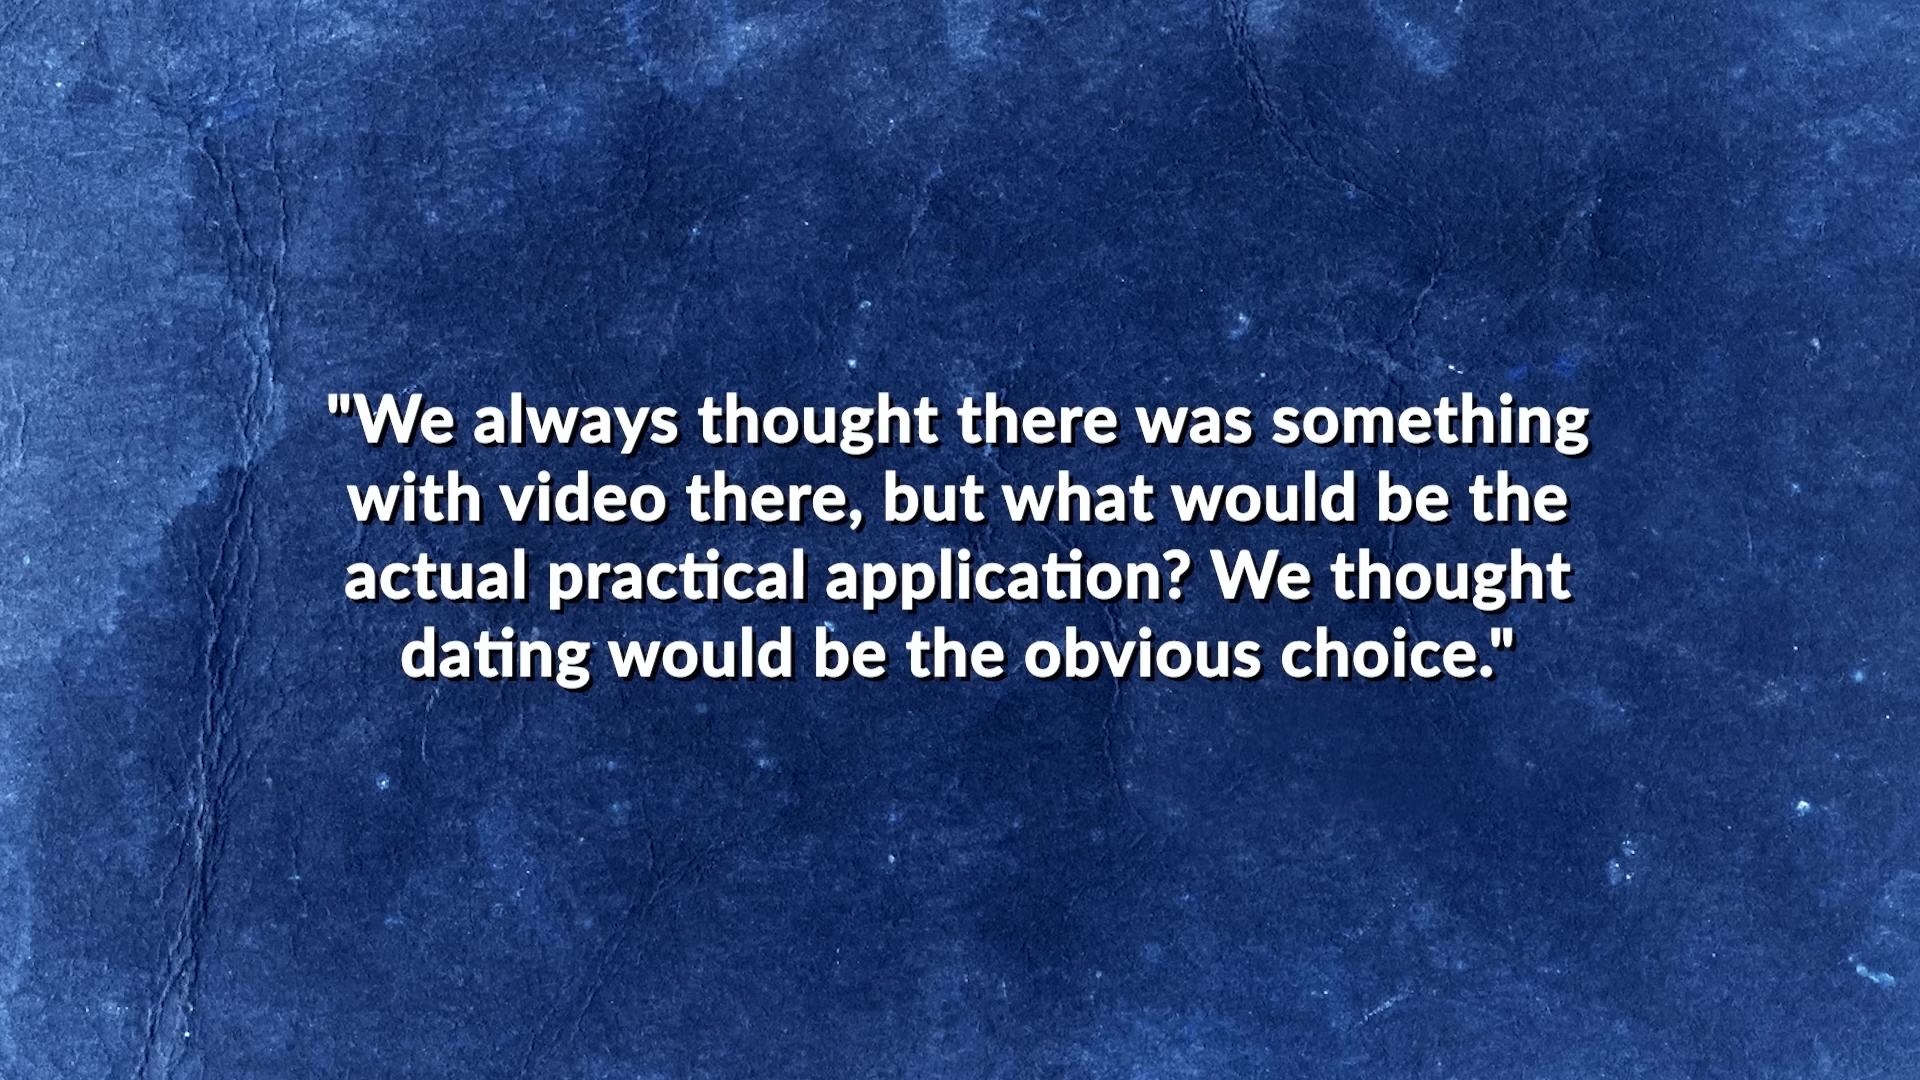 "We always thought there was something
with video there, but what would be the
actual practical application? We thought
dating would be the obvious choice."